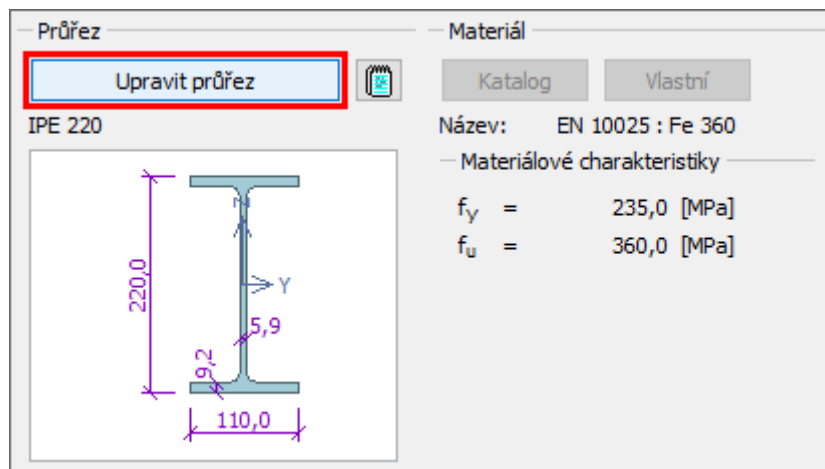 Průřez
Upravit průřez
IPE 220
Z
Y
220,0
5,9
9,2
110,0
Materiál
Katalog Vlastní
Název: EN 10025 : Fe 360
Materiálové charakteristiky
fy = 235,0 [MPa]
fu = 360,0 [MPa]